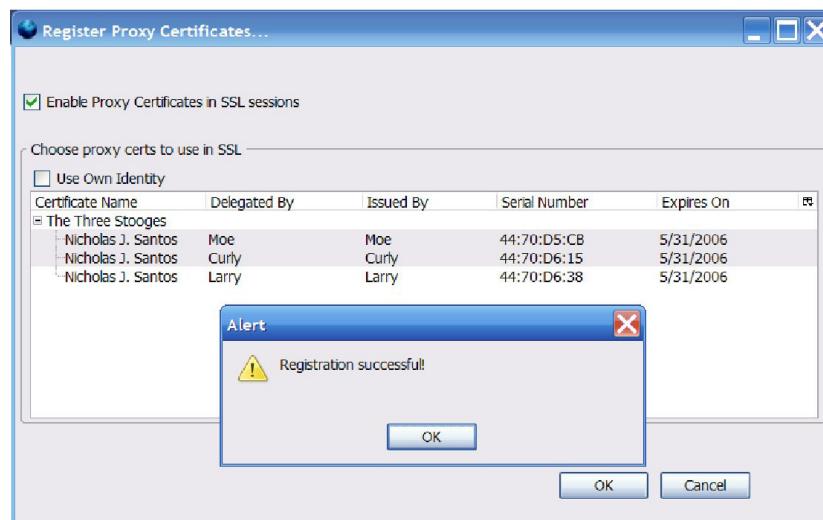 Register Proxy Certificates...
Enable Proxy Certificates in SSL sessions
Choose proxy certs to use in SSL
Use Own Identity
Certificate Name Delegated By Issued By Serial Number Expires On
The Three Stooges
Nicholas J. Santos Moe Moe 44:70:D5:CB 5/31/2006
Nicholas J. Santos Curly Curly 44:70:D6:15 5/31/2006
Nicholas J. Santos Larry Larry 44:70:D6:38 5/31/2006
Alert
Registration successful!
OK
OK Cancel